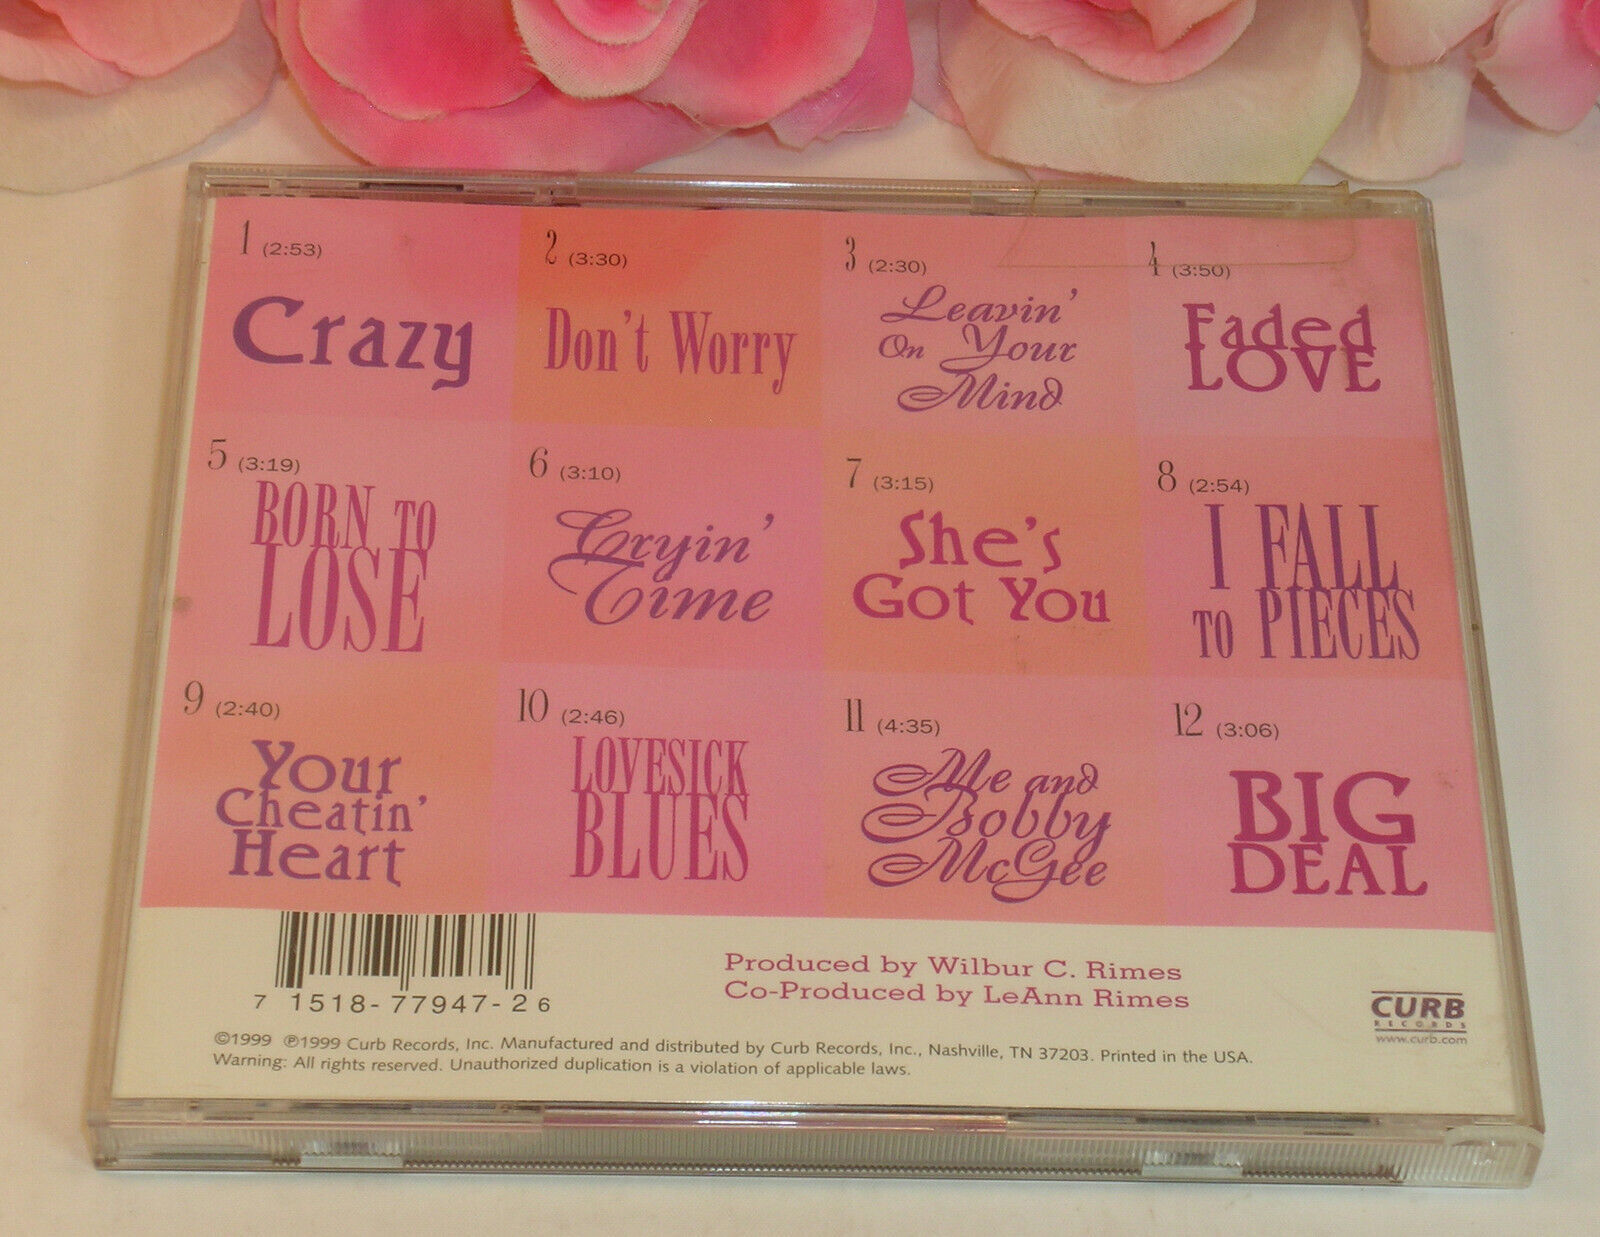 1 (2:53)
Crazy
2 (3:30)
Don't Worry
3 (2:30)
Leavin'
On Your
Mind
4 (3:50)
Faded
LOVE
5 (3:19)
BORN TO
LOSE
6 (3:10)
Cryin'
Time
7 (3:15)
She's
Got You
8 (2:54)
I FALL
TO PIECES
9 (2:40)
Your
Cheatin'
Heart
10 (2:46)
LOVESICK
BLUES
11 (4:35)
Me and
Bobby
McGee
12 (3:06)
BIG
DEAL
7 1518-77947-2 6
Produced by Wilbur C. Rimes
Co-Produced by LeAnn Rimes
CURB
RECORDS
www.curb.com
©1999 ℗1999 Curb Records, Inc. Manufactured and distributed by Curb Records, Inc., Nashville, TN 37203. Printed in the USA.
Warning: All rights reserved. Unauthorized duplication is a violation of applicable laws.